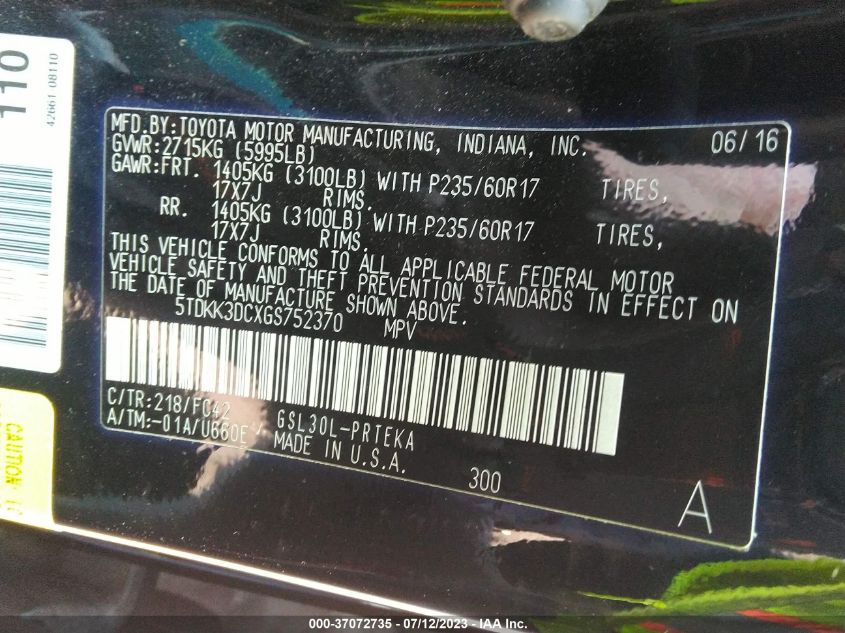 110
42661 08110
MFD.BY:TOYOTA MOTOR MANUFACTURING, INDIANA, INC. 06/16
GVWR:2715KG (5995LB)
GAWR:FRT. 1405KG (3100LB) WITH P235/60R17 TIRES,
17X7J RIMS.
RR. 1405KG (3100LB) WITH P235/60R17 TIRES,
17X7J RIMS.
THIS VEHICLE CONFORMS TO ALL APPLICABLE FEDERAL MOTOR
VEHICLE SAFETY AND THEFT PREVENTION STANDARDS IN EFFECT ON
THE DATE OF MANUFACTURE SHOWN ABOVE.
5TDKK3DCXGS752370 MPV
C/TR:218/FC42
A/TM:-01A/U660E GSL30L-PRTEKA
MADE IN U.S.A.
300
A
CAUTION
000-37072735 - 07/12/2023 - IAA Inc.